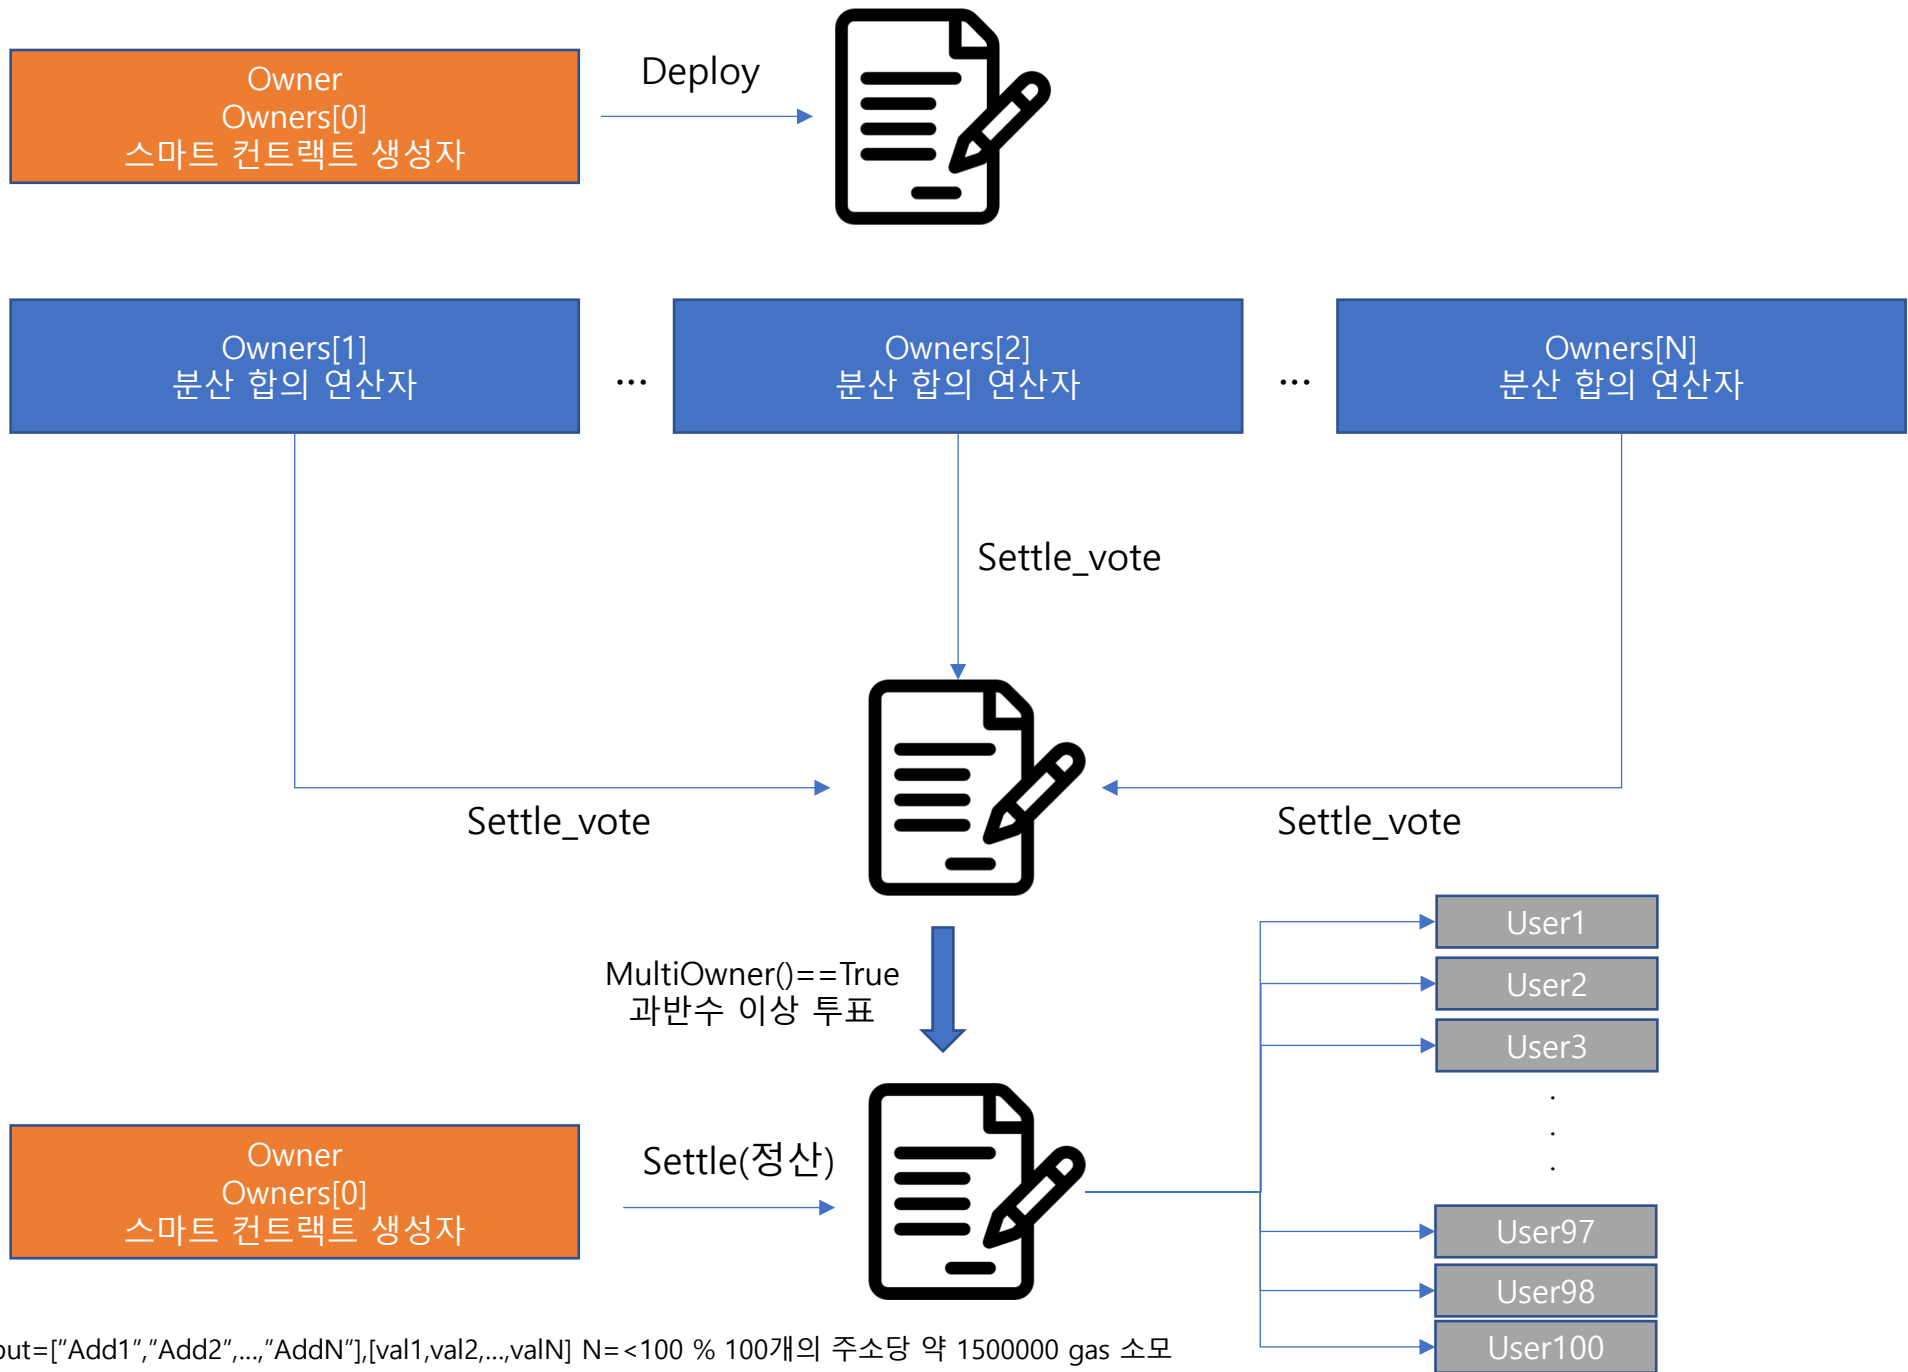 Owner
Owners[0]
스마트 컨트랙트 생성자
Deploy
Owners[1]
분산 합의 연산자
...
Owners[2]
분산 합의 연산자
...
Owners[N]
분산 합의 연산자
Settle_vote
Settle_vote
Settle_vote
MultiOwner()==True
과반수 이상 투표
User1
User2
User3
.
.
.
User97
User98
User100
Owner
Owners[0]
스마트 컨트랙트 생성자
Settle(정산)
out=["Add1","Add2",...,"AddN"],[val1,val2,...,valN] N=<100 % 100개의 주소당 약 1500000 gas 소모